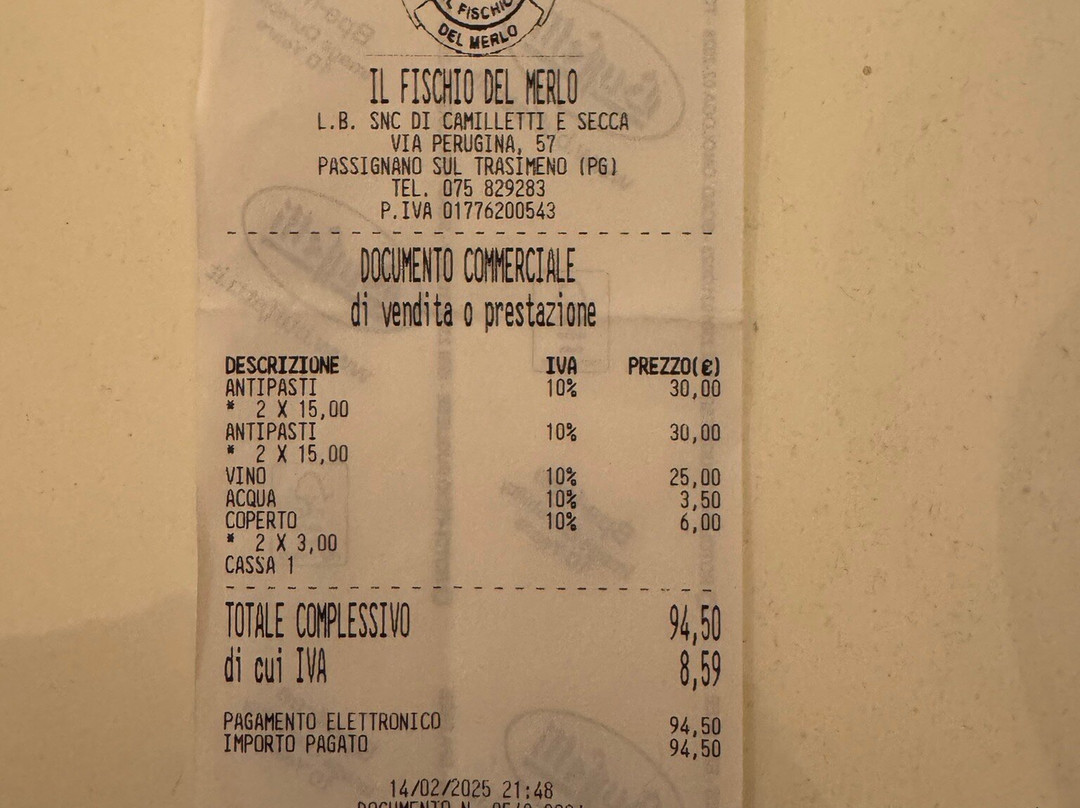 IL FISCHIO
DEL MERLO
IL FISCHIO DEL MERLO
L.B. SNC DI CAMILLETTI E SECCA
VIA PERUGINA, 57
PASSIGNANO SUL TRASIMENO (PG)
TEL. 075 829283
P.IVA 01776200543
DOCUMENTO COMMERCIALE
di vendita o prestazione
DESCRIZIONE IVA PREZZO(€)
ANTIPASTI 10% 30,00
* 2 X 15,00
ANTIPASTI 10% 30,00
* 2 X 15,00
VINO 10% 25,00
ACQUA 10% 3,50
COPERTO 10% 6,00
* 2 X 3,00
CASSA 1
TOTALE COMPLESSIVO 94,50
di cui IVA 8,59
PAGAMENTO ELETTRONICO 94,50
IMPORTO PAGATO 94,50
14/02/2025 21:48
DOCUMENTO N.